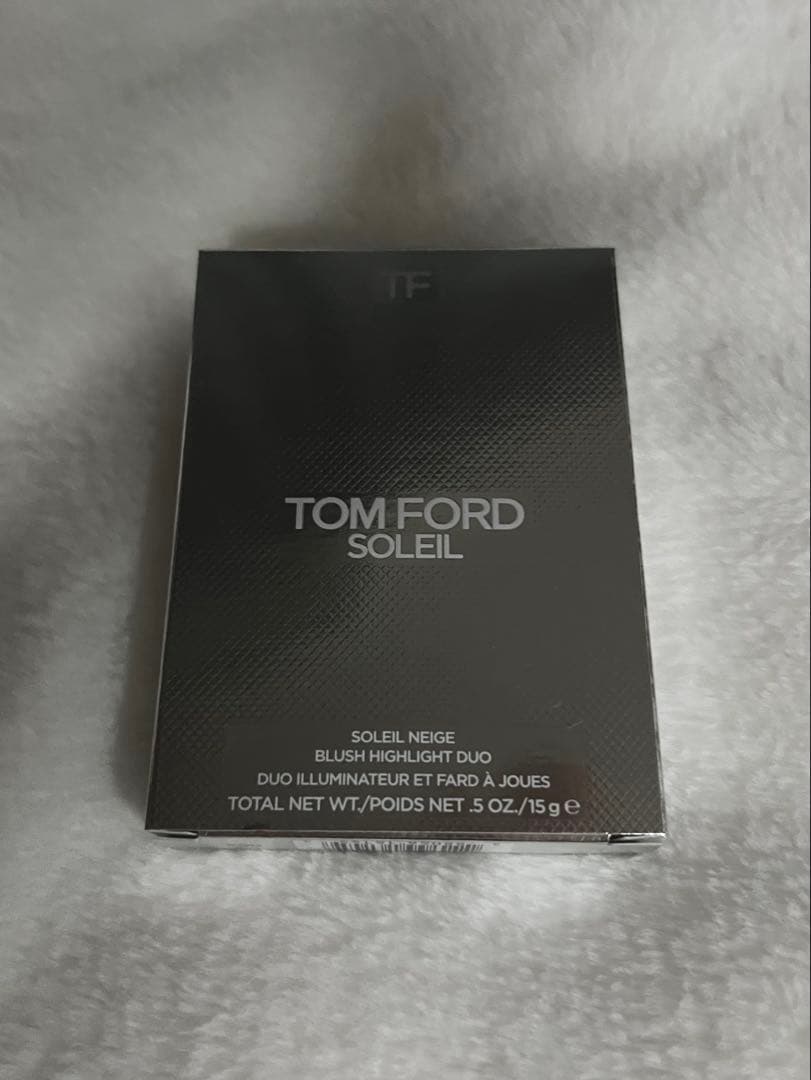 TF
TOM FORD
SOLEIL
SOLEIL NEIGE
BLUSH HIGHLIGHT DUO
DUO ILLUMINATEUR ET FARD À JOUES
TOTAL NET WT./POIDS NET .5 OZ./15 g ℮